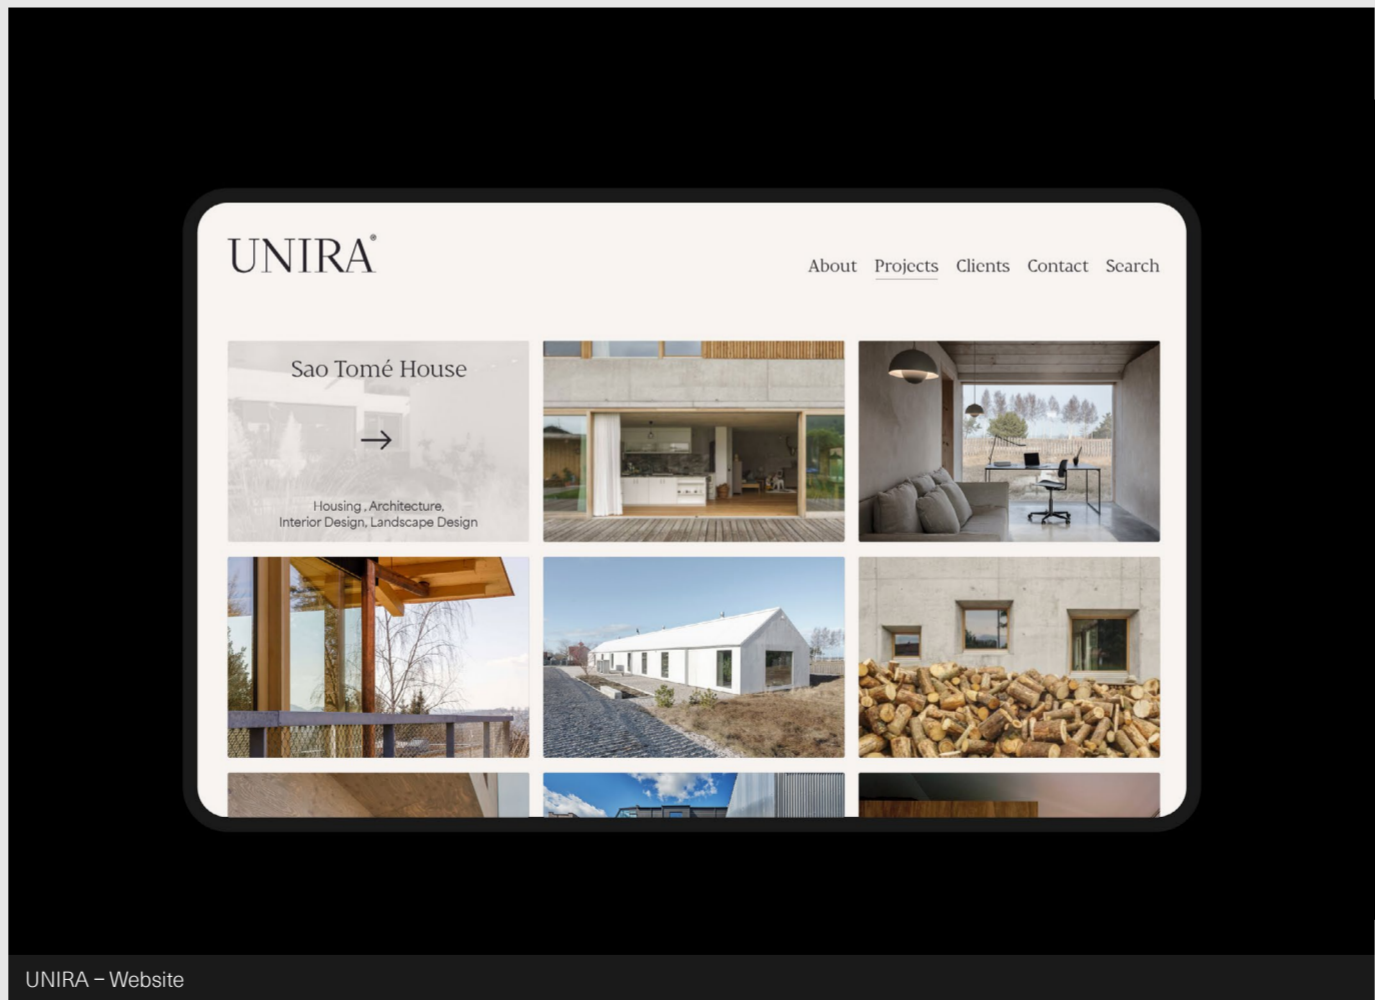 UNIRA®
About Projects Clients Contact Search
Sao Tomé House
Housing , Architecture,
Interior Design, Landscape Design
UNIRA – Website